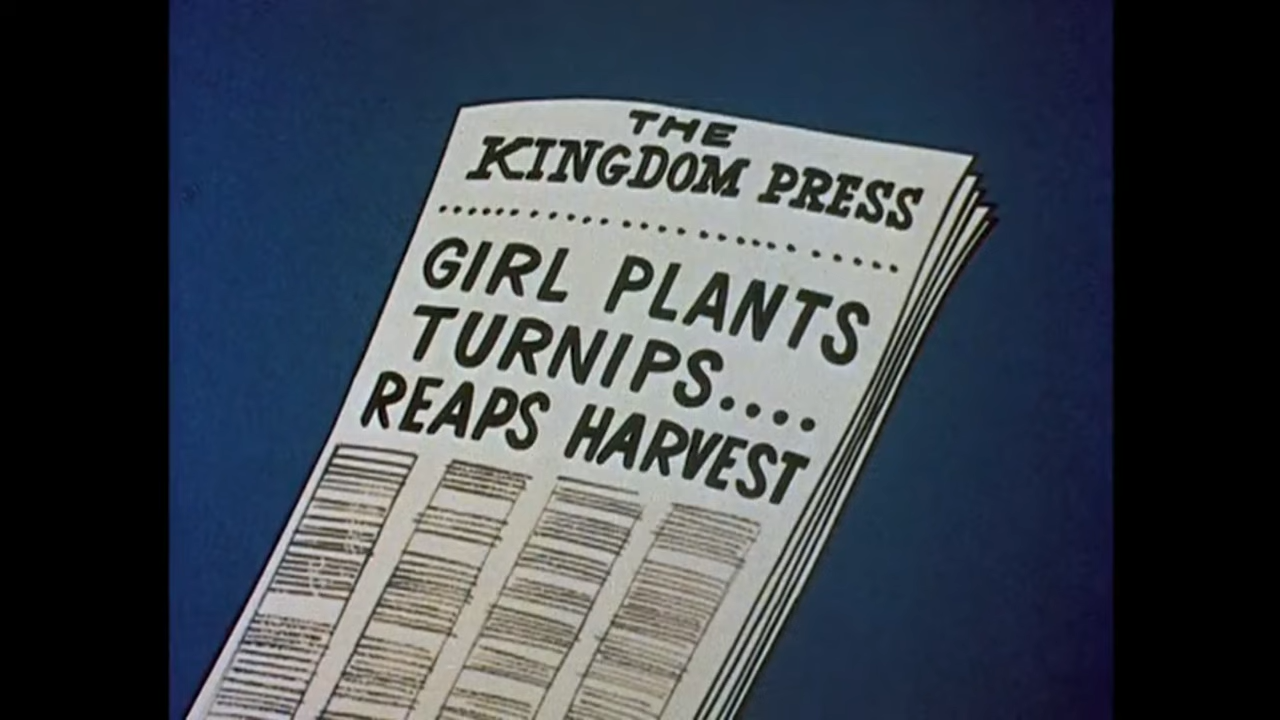 THE
KINGDOM PRESS
GIRL PLANTS
TURNIPS....
REAPS HARVEST